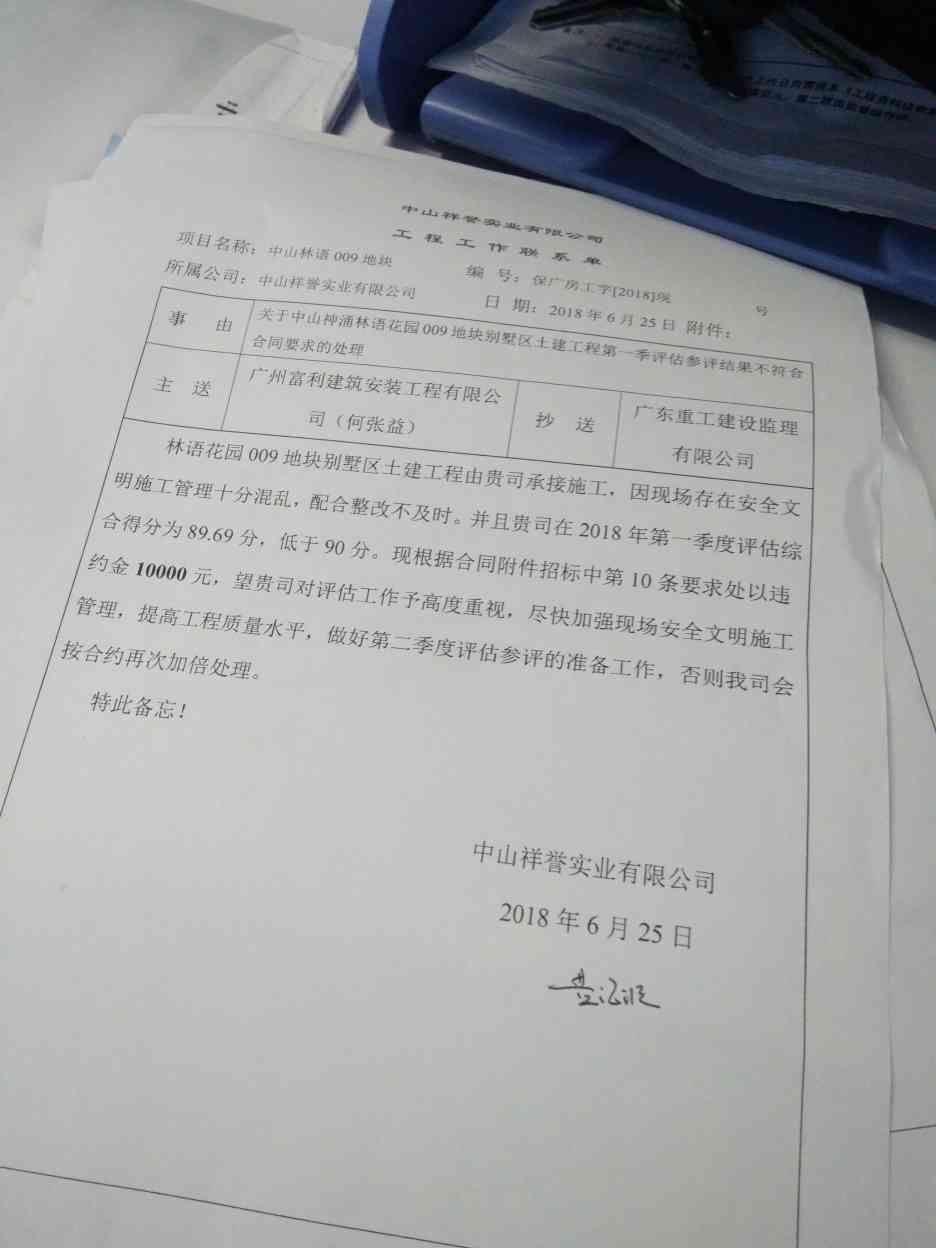 中山祥誉实业有限公司
工程工作联系单
项目名称：中山林语 009 地块 编 号：保广房工字[2018]现 号
所属公司：中山祥誉实业有限公司 日 期：2018 年 6 月 25 日 附件：
事 由
关于中山神涌林语花园 009 地块别墅区土建工程第一季评估参评结果不符合
合同要求的处理
主 送
广州富利建筑安装工程有限公
司（何张益）
抄 送
广东重工建设监理
有限公司
林语花园 009 地块别墅区土建工程由贵司承接施工，因现场存在安全文
明施工管理十分混乱，配合整改不及时。并且贵司在 2018 年第一季度评估综
合得分为 89.69 分，低于 90 分。现根据合同附件招标中第 10 条要求处以违
约金 10000 元，望贵司对评估工作予高度重视，尽快加强现场安全文明施工
管理，提高工程质量水平，做好第二季度评估参评的准备工作，否则我司会
按合约再次加倍处理。
特此备忘！
中山祥誉实业有限公司
2018 年 6 月 25 日